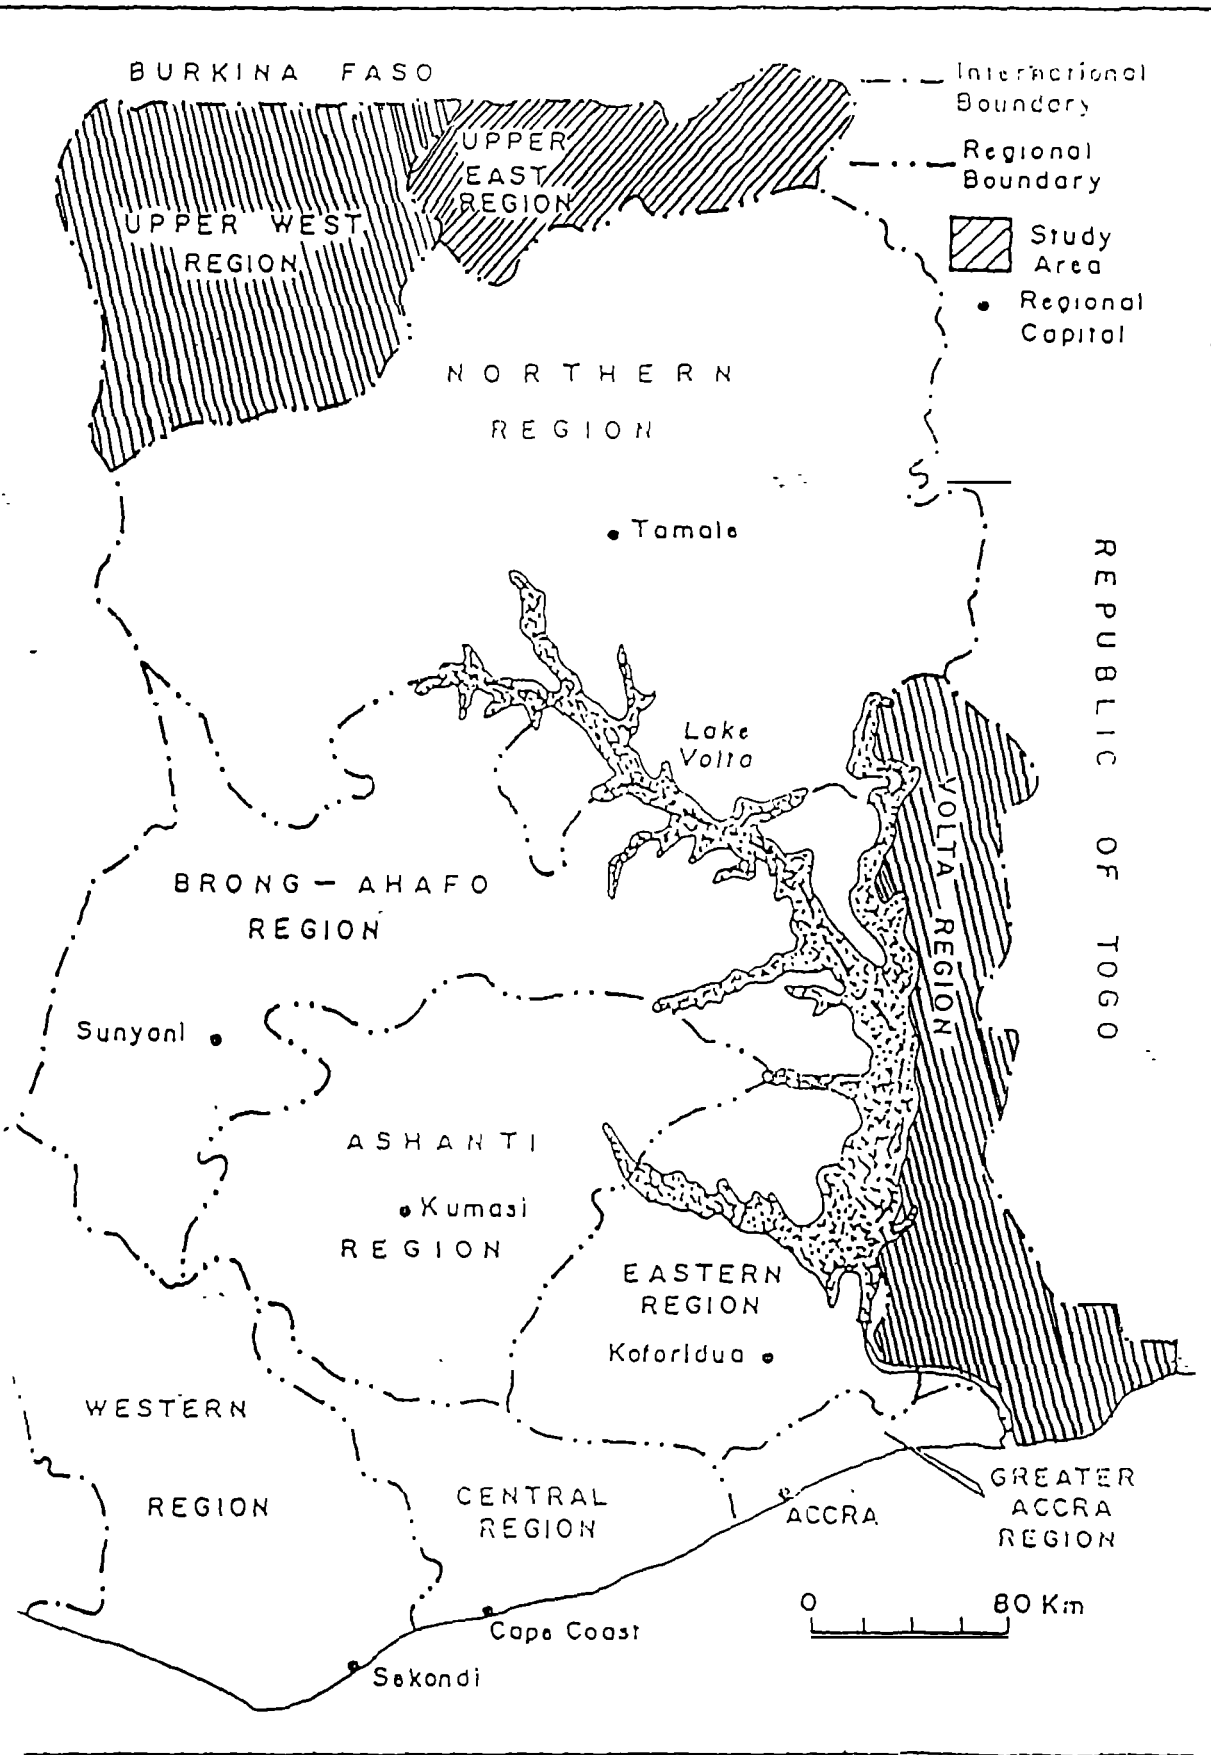 BURKINA FASO
International
Boundary
Regional
Boundary
Study
Area
Regional
Capital
UPPER
EAST
REGION
UPPER WEST
REGION
NORTHERN
REGION
Tamale
REPUBLIC OF TOGO
Lake
Volta
VOLTA REGION
BRONG – AHAFO
REGION
Sunyani
ASHANTI
Kumasi
REGION
EASTERN
REGION
Koforidua
WESTERN
REGION
CENTRAL
REGION
ACCRA
GREATER
ACCRA
REGION
0 80 Km
Cape Coast
Sekondi